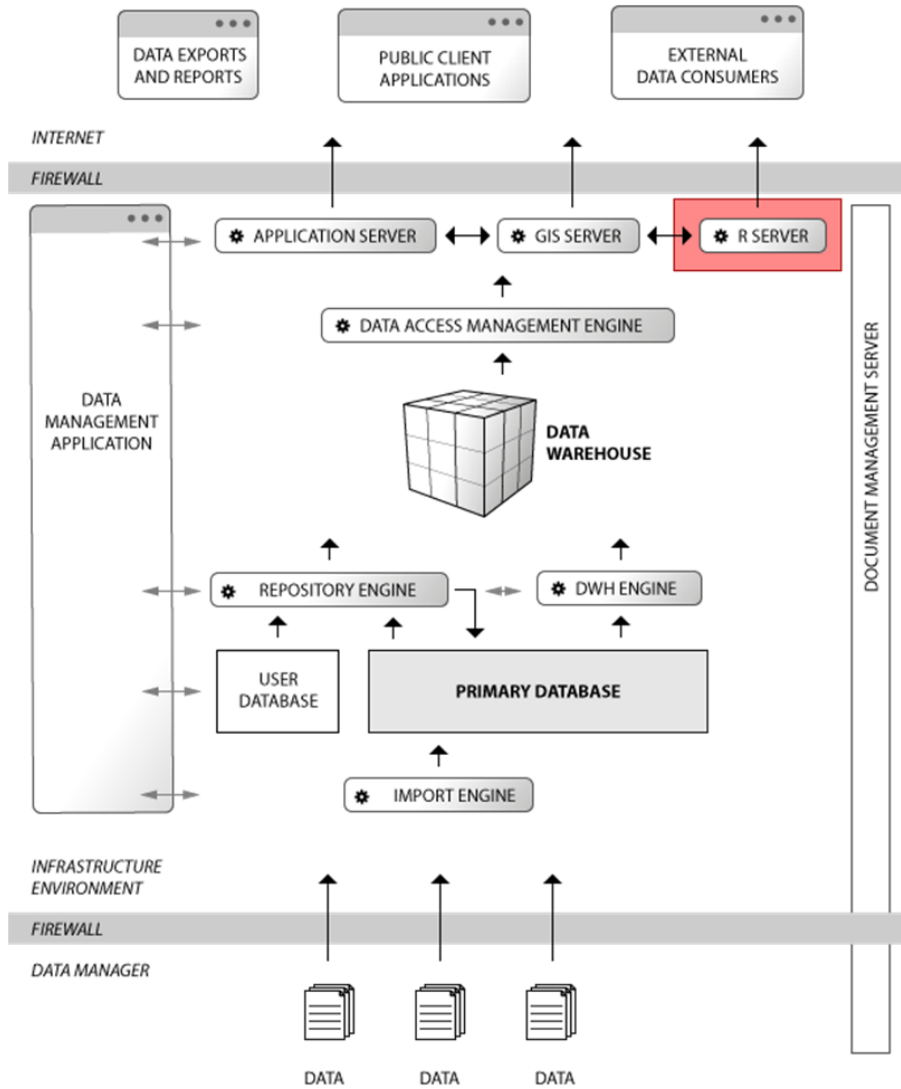 DATA EXPORTS
AND REPORTS
PUBLIC CLIENT
APPLICATIONS
EXTERNAL
DATA CONSUMERS
INTERNET
FIREWALL
APPLICATION SERVER
GIS SERVER
R SERVER
DATA ACCESS MANAGEMENT ENGINE
DATA
MANAGEMENT
APPLICATION
DATA
WAREHOUSE
DOCUMENT MANAGEMENT SERVER
REPOSITORY ENGINE
DWH ENGINE
USER
DATABASE
PRIMARY DATABASE
IMPORT ENGINE
INFRASTRUCTURE
ENVIRONMENT
FIREWALL
DATA MANAGER
DATA
DATA
DATA